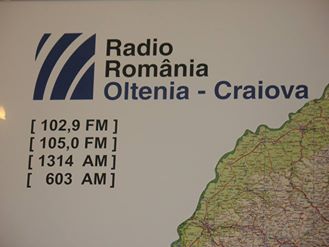 Radio
România
Oltenia - Craiova
[ 102,9 FM ]
[ 105,0 FM ]
[ 1314 AM ]
[ 603 AM ]